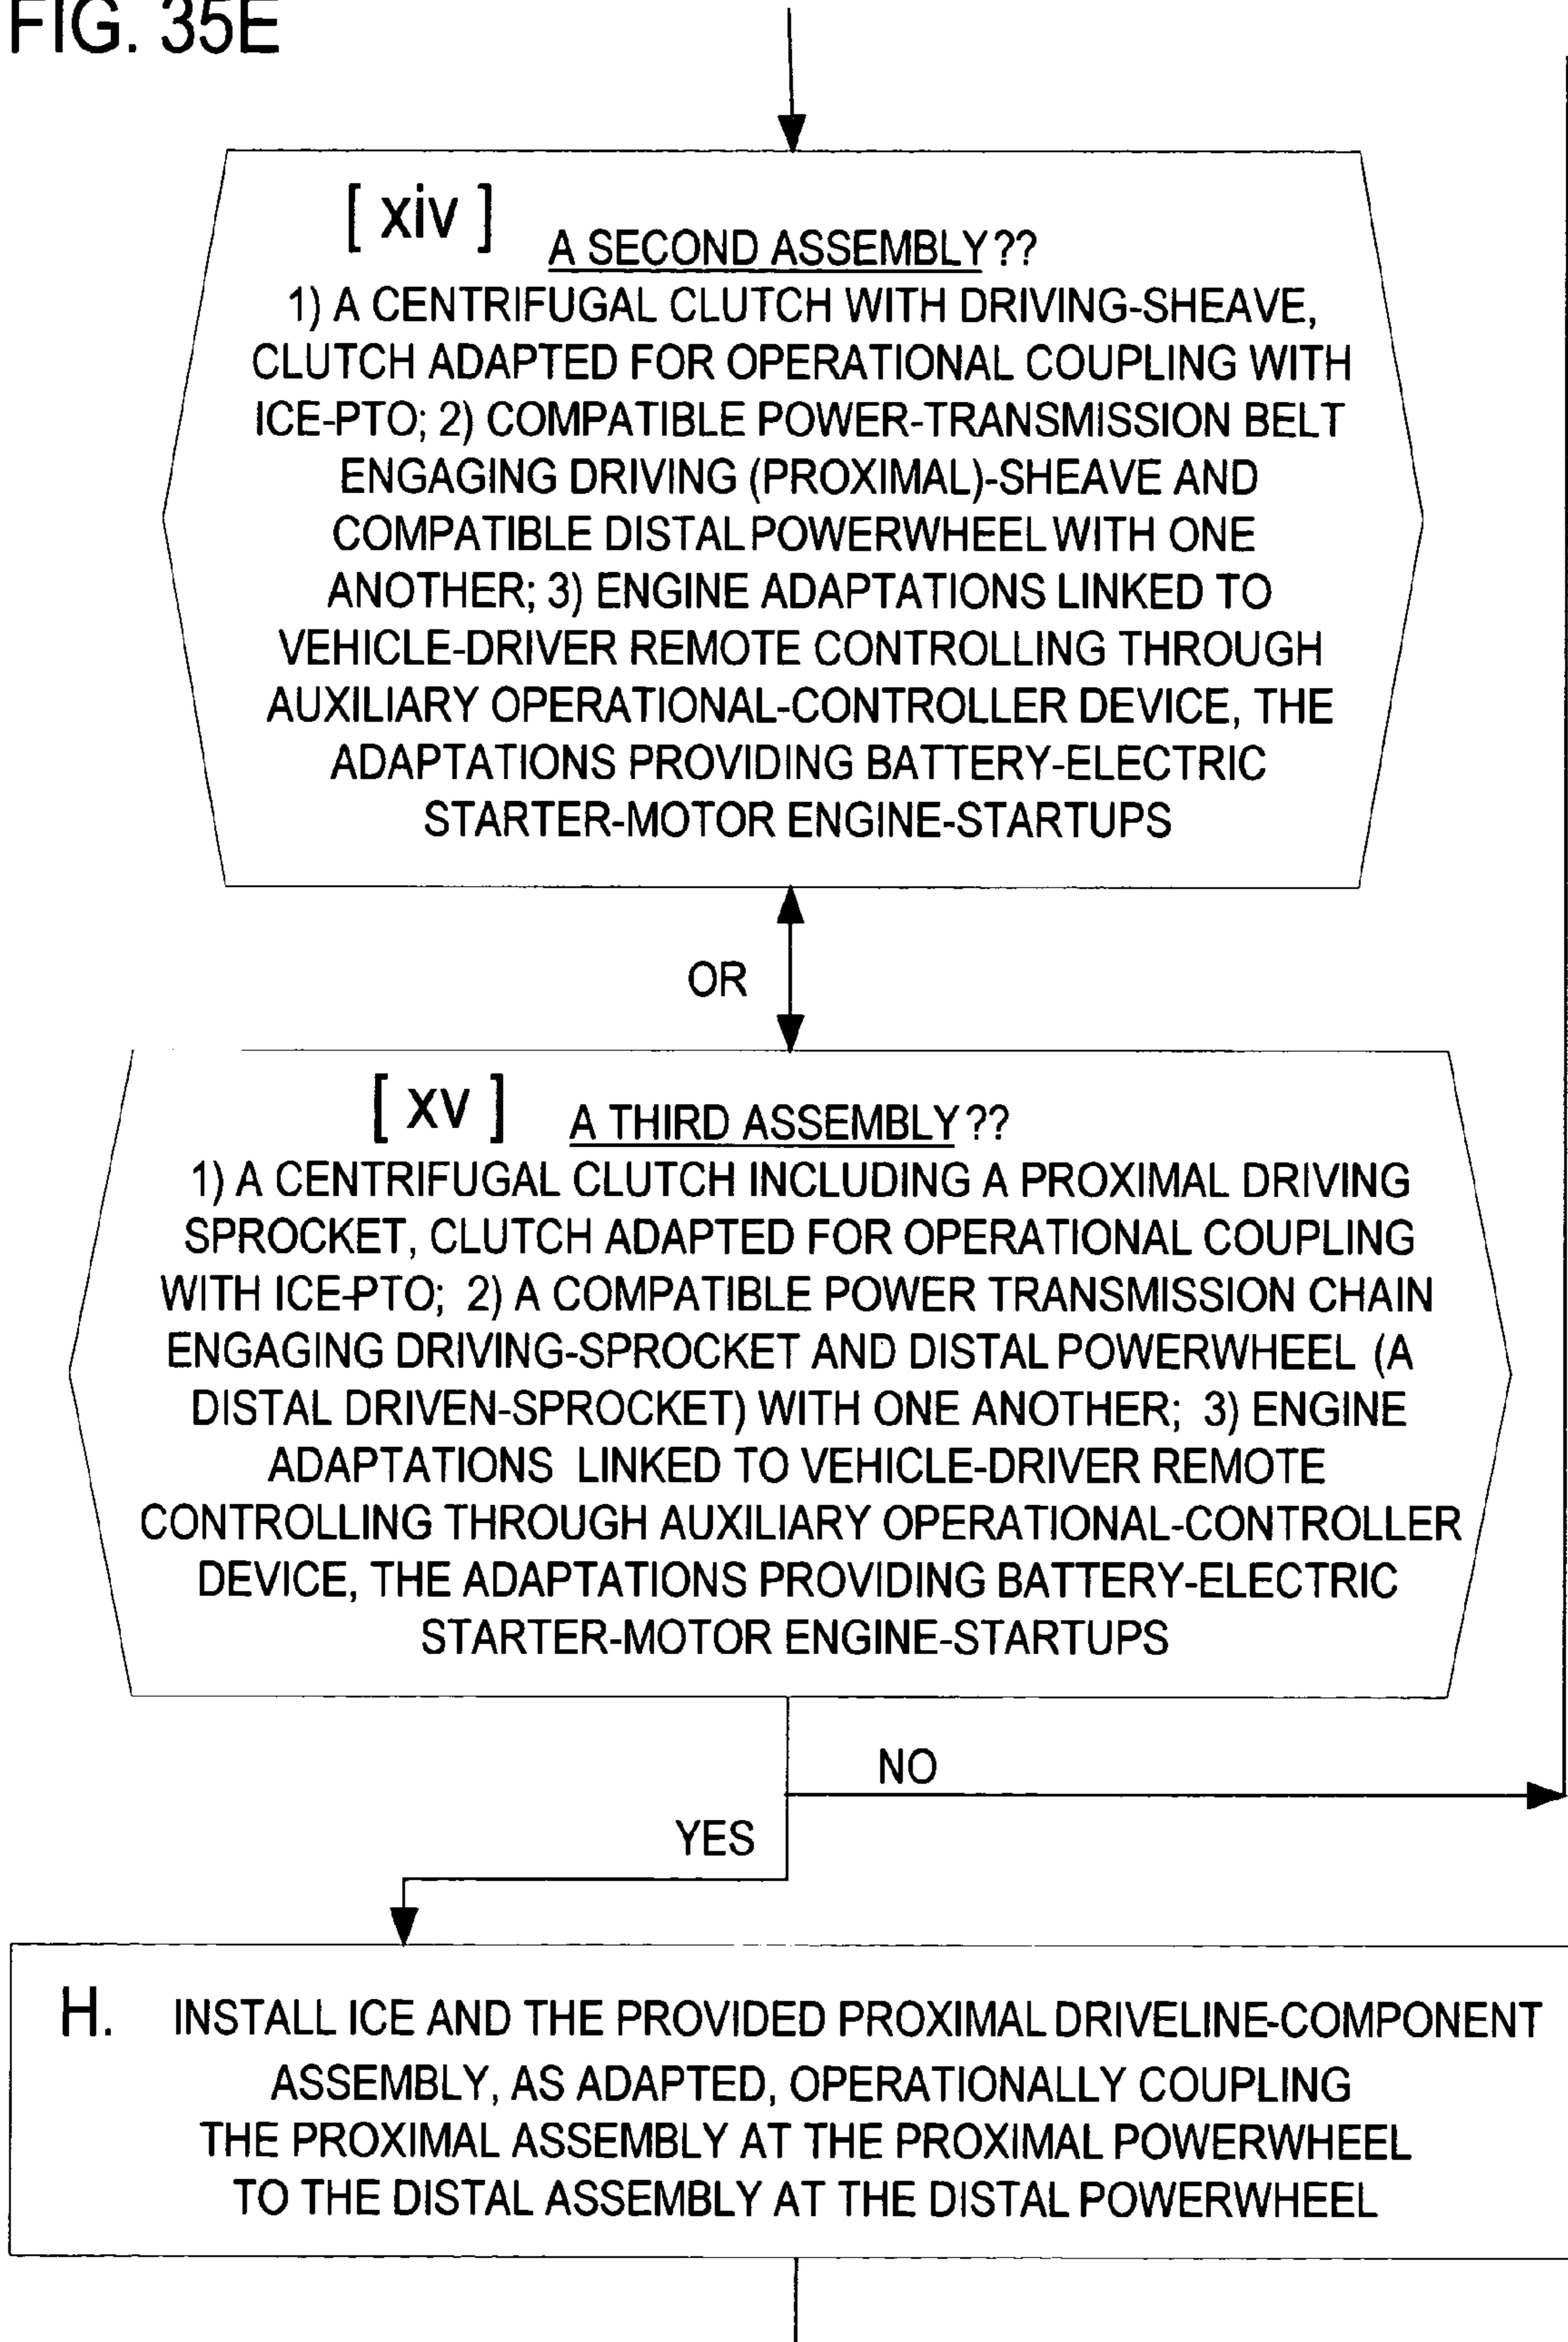 FIG. 35E
[ xiv ] A SECOND ASSEMBLY??
1) A CENTRIFUGAL CLUTCH WITH DRIVING-SHEAVE,
CLUTCH ADAPTED FOR OPERATIONAL COUPLING WITH
ICE-PTO; 2) COMPATIBLE POWER-TRANSMISSION BELT
ENGAGING DRIVING (PROXIMAL)-SHEAVE AND
COMPATIBLE DISTAL POWERWHEEL WITH ONE
ANOTHER; 3) ENGINE ADAPTATIONS LINKED TO
VEHICLE-DRIVER REMOTE CONTROLLING THROUGH
AUXILIARY OPERATIONAL-CONTROLLER DEVICE, THE
ADAPTATIONS PROVIDING BATTERY-ELECTRIC
STARTER-MOTOR ENGINE-STARTUPS
OR
[ xv ] A THIRD ASSEMBLY??
1) A CENTRIFUGAL CLUTCH INCLUDING A PROXIMAL DRIVING
SPROCKET, CLUTCH ADAPTED FOR OPERATIONAL COUPLING
WITH ICE-PTO; 2) A COMPATIBLE POWER TRANSMISSION CHAIN
ENGAGING DRIVING-SPROCKET AND DISTAL POWERWHEEL (A
DISTAL DRIVEN-SPROCKET) WITH ONE ANOTHER; 3) ENGINE
ADAPTATIONS LINKED TO VEHICLE-DRIVER REMOTE
CONTROLLING THROUGH AUXILIARY OPERATIONAL-CONTROLLER
DEVICE, THE ADAPTATIONS PROVIDING BATTERY-ELECTRIC
STARTER-MOTOR ENGINE-STARTUPS
NO
YES
H. INSTALL ICE AND THE PROVIDED PROXIMAL DRIVELINE-COMPONENT
ASSEMBLY, AS ADAPTED, OPERATIONALLY COUPLING
THE PROXIMAL ASSEMBLY AT THE PROXIMAL POWERWHEEL
TO THE DISTAL ASSEMBLY AT THE DISTAL POWERWHEEL